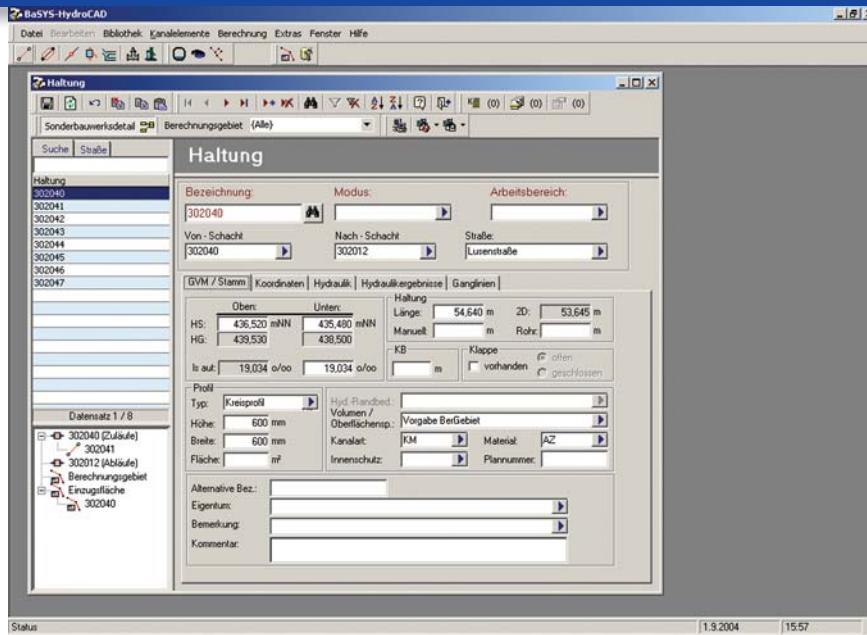 BaSYS-HydroCAD
Datei Bearbeiten Bibliothek Kanalelemente Berechnung Extras Fenster Hilfe
Haltung
(0) (0) (0)
Sonderbauwerksdetail Berechnungsgebiet {Alle}
Suche Straße
Haltung
Haltung
302040
302041
302042
302043
302044
302045
302046
302047
Datensatz 1 / 8
302040 (Zuläufe)
302041
302012 (Abläufe)
Berechnungsgebiet
Einzugsfläche
302040
Bezeichnung: Modus: Arbeitsbereich:
302040
Von - Schacht Nach - Schacht Straße:
302040 302012 Lusenstraße
GVM / Stamm Koordinaten Hydraulik Hydraulikergebnisse Ganglinien
Oben: Unten:
HS: 436,520 mNN 435,480 mNN
HG: 439,530 438,500
Is auf: 19,034 o/oo 19,034 o/oo
Haltung
Länge: 54,640 m 2D: 53,645 m
Manuell: m Rohr: m
KB
m
Klappe
vorhanden
offen
geschlossen
Profil
Typ: Kreisprofil
Höhe: 600 mm
Breite: 600 mm
Fläche: m²
Hyd.-Randbed.:
Volumen /
Oberflächensp.: Vorgabe BerGebiet
Kanalart: KM Material: AZ
Innenschutz: Plannummer:
Alternative Bez.:
Eigentum:
Bemerkung:
Kommentar:
Status 1.9.2004 15:57